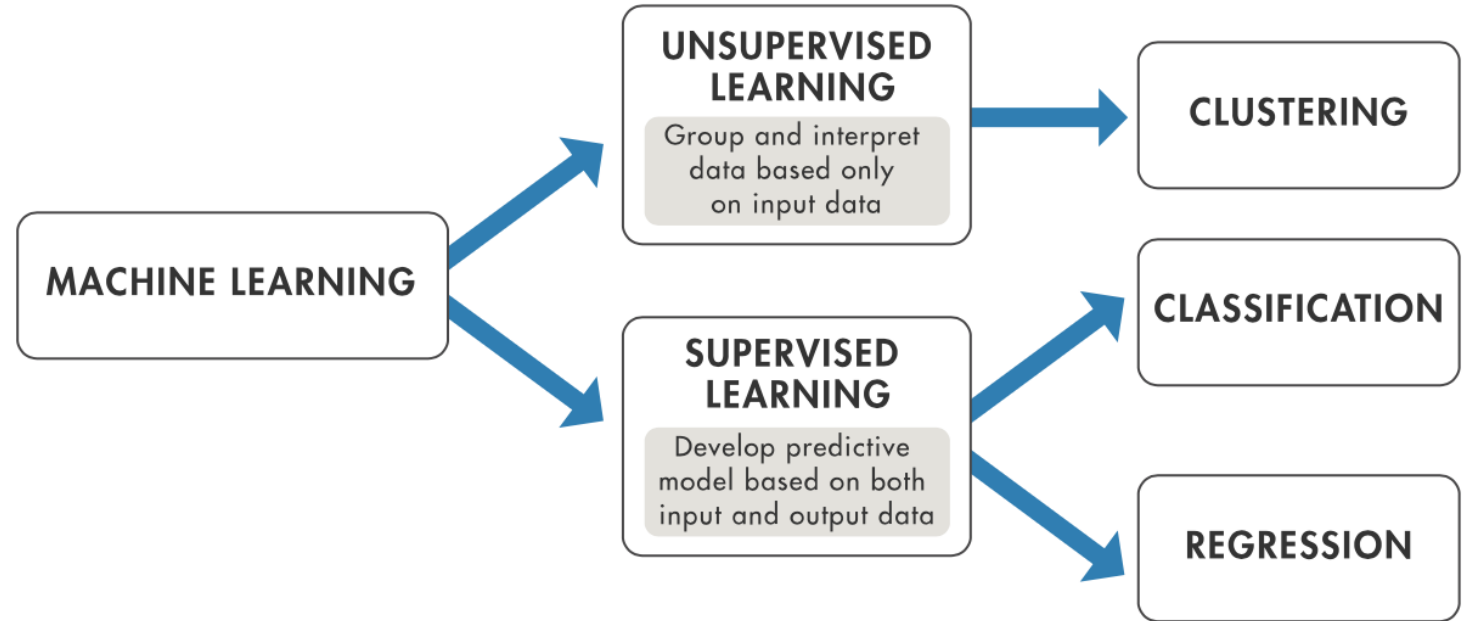 MACHINE LEARNING
UNSUPERVISED
LEARNING
Group and interpret
data based only
on input data
SUPERVISED
LEARNING
Develop predictive
model based on both
input and output data
CLUSTERING
CLASSIFICATION
REGRESSION